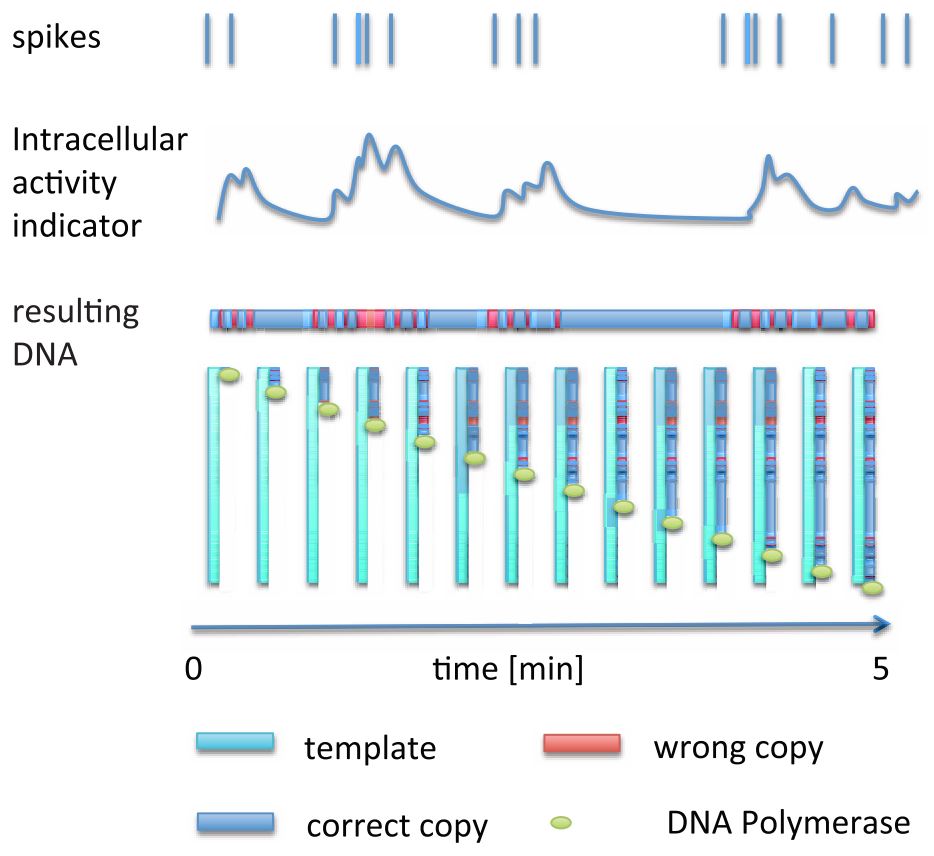 spikes
Intracellular
activity
indicator
resulting
DNA
0 time [min] 5
template wrong copy
correct copy DNA Polymerase